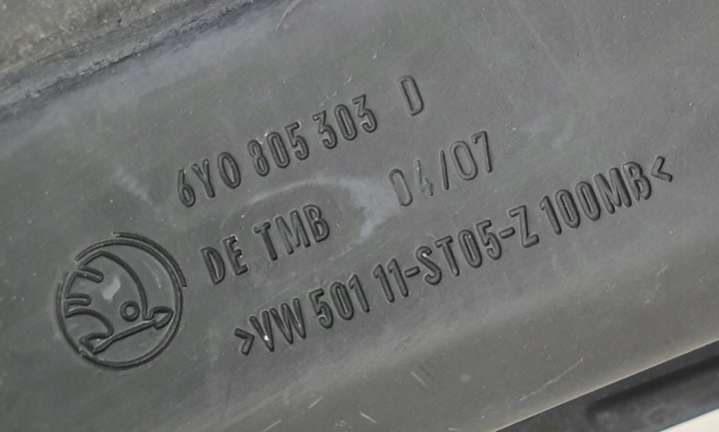 6Y0 805 303 D
DE TMB 04/07
>VW 501 11-ST05-Z 100MB<